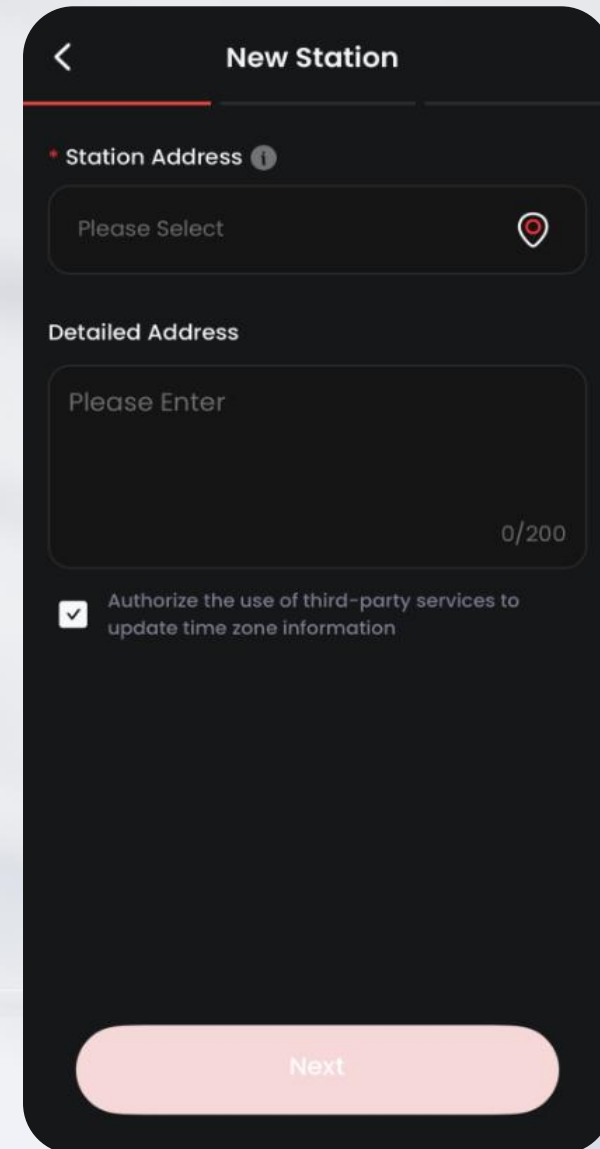 New Station
* Station Address i
Please Select
Detailed Address
Please Enter
0/200
Authorize the use of third-party services to
update time zone information
Next